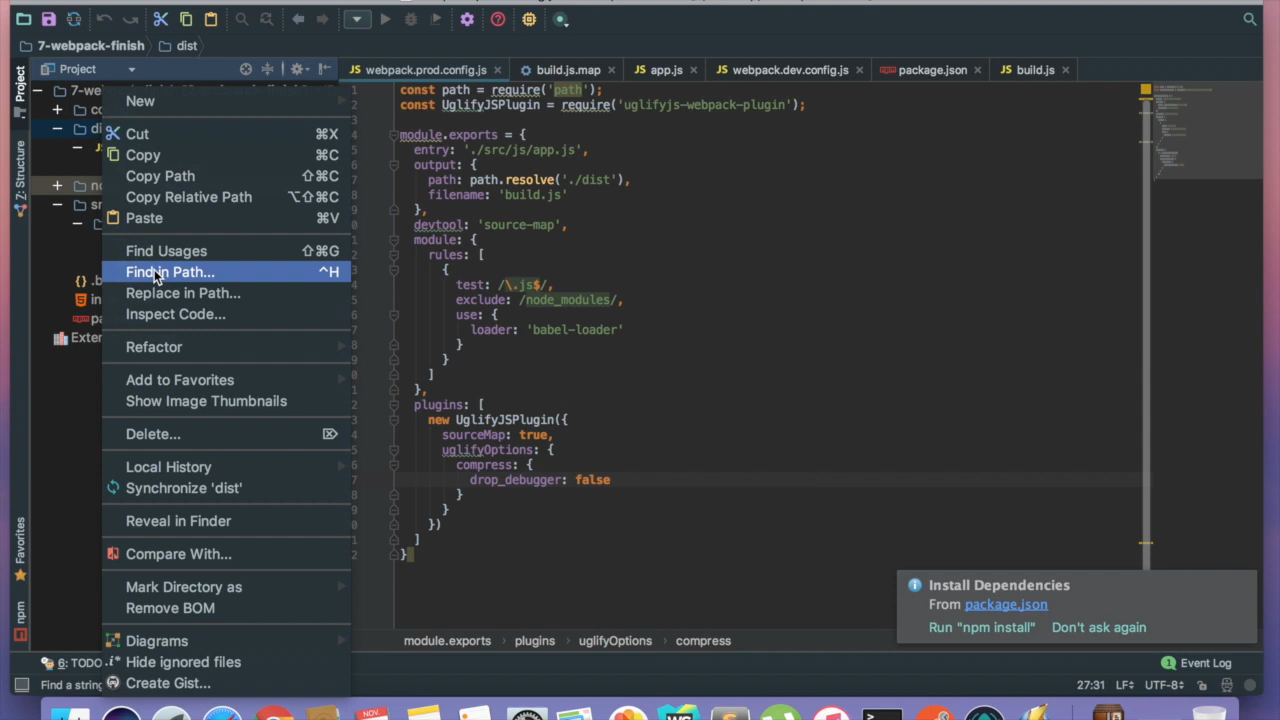 7-webpack-finish dist
Project
webpack.prod.config.js
build.js.map
app.js
webpack.dev.config.js
package.json
build.js
Project
Z: Structure
Favorites
npm
New
Cut ⌘X
Copy ⌘C
Copy Path ⇧⌘C
Copy Relative Path ⌥⇧⌘C
Paste ⌘V
Find Usages ⇧⌘G
Find in Path... ^H
Replace in Path...
Inspect Code...
Refactor
Add to Favorites
Show Image Thumbnails
Delete...
Local History
Synchronize 'dist'
Reveal in Finder
Compare With...
Mark Directory as
Remove BOM
Diagrams
Hide ignored files
Create Gist...
const path = require('path');
const UglifyJSPlugin = require('uglifyjs-webpack-plugin');
module.exports = {
entry: './src/js/app.js',
output: {
path: path.resolve('./dist'),
filename: 'build.js'
},
devtool: 'source-map',
module: {
rules: [
{
test: /\.js$/,
exclude: /node_modules/,
use: {
loader: 'babel-loader'
}
}
]
},
plugins: [
new UglifyJSPlugin({
sourceMap: true,
uglifyOptions: {
compress: {
drop_debugger: false
}
}
})
]
}
Install Dependencies
From package.json
Run "npm install" Don't ask again
module.exports › plugins › uglifyOptions › compress
6: TODO
1 Event Log
27:31 LF UTF-8
NOV
WS